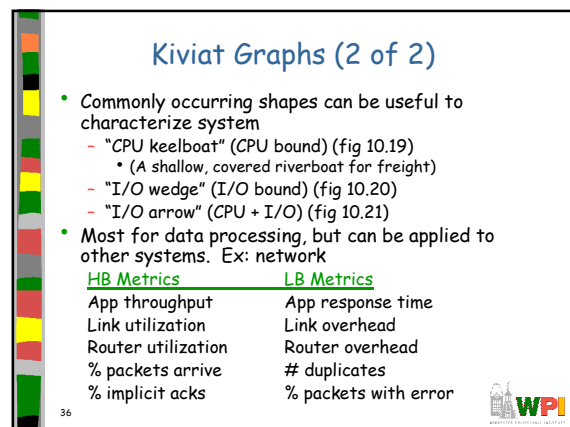 Kiviat Graphs (2 of 2)
• Commonly occurring shapes can be useful to
characterize system
– "CPU keelboat" (CPU bound) (fig 10.19)
• (A shallow, covered riverboat for freight)
– "I/O wedge" (I/O bound) (fig 10.20)
– "I/O arrow" (CPU + I/O) (fig 10.21)
• Most for data processing, but can be applied to
other systems. Ex: network
HB Metrics LB Metrics
App throughput App response time
Link utilization Link overhead
Router utilization Router overhead
% packets arrive # duplicates
% implicit acks % packets with error
36
WPI